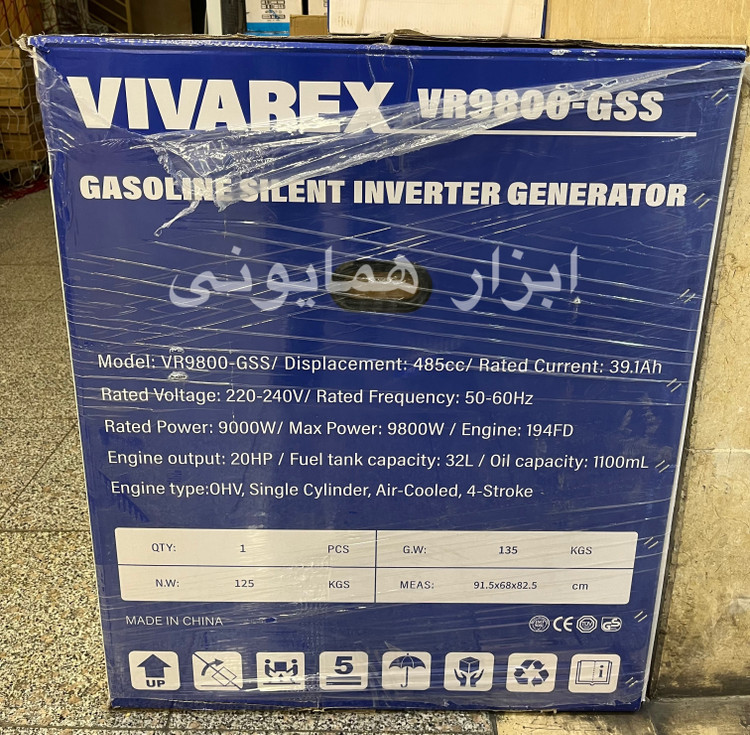 VIVAREX VR9800-GSS
GASOLINE SILENT INVERTER GENERATOR
ابزار همایونی
Model: VR9800-GSS/ Displacement: 485cc/ Rated Current: 39.1Ah
Rated Voltage: 220-240V/ Rated Frequency: 50-60Hz
Rated Power: 9000W/ Max Power: 9800W / Engine: 194FD
Engine output: 20HP / Fuel tank capacity: 32L / Oil capacity: 1100mL
Engine type:OHV, Single Cylinder, Air-Cooled, 4-Stroke
QTY: 1 PCS G.W: 135 KGS
N.W: 125 KGS MEAS: 91.5x68x82.5 cm
MADE IN CHINA
CE GS
UP 5 i